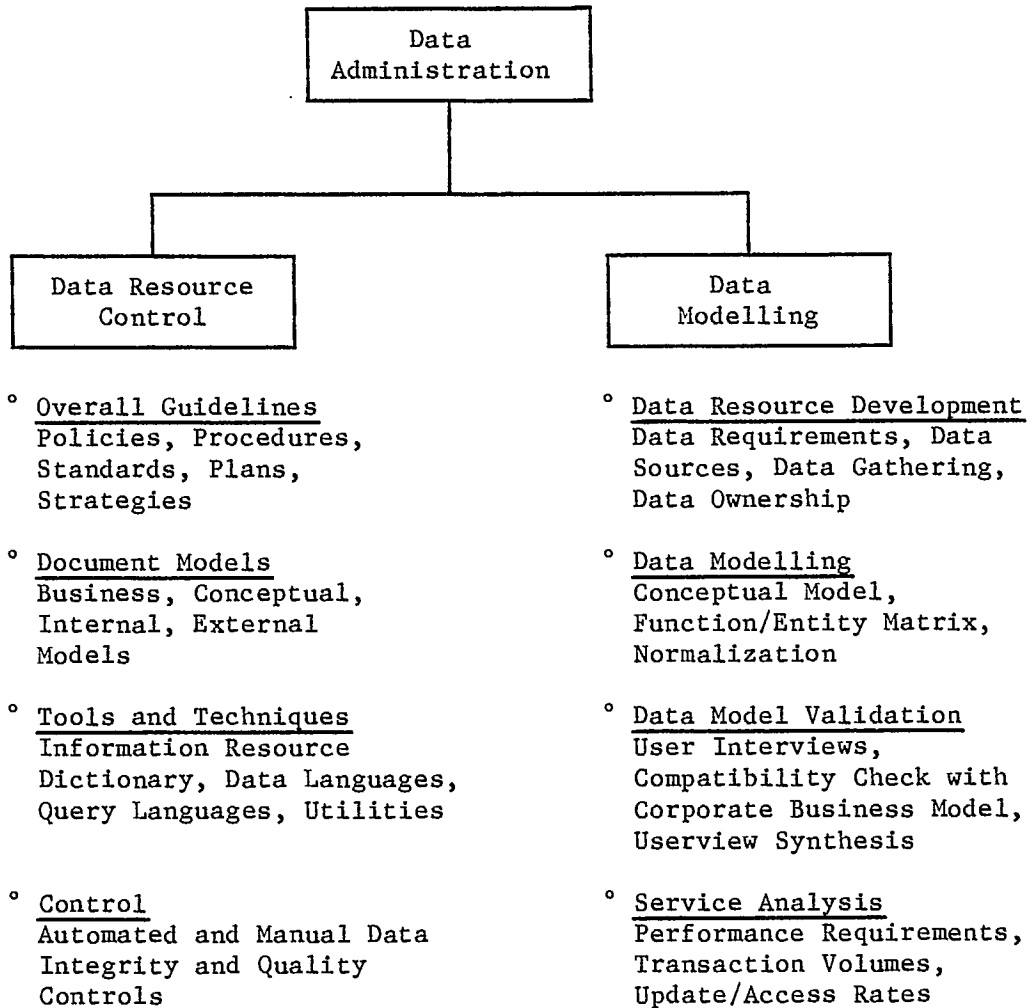 Data
Administration
Data Resource
Control
° Overall Guidelines
Policies, Procedures,
Standards, Plans,
Strategies
° Document Models
Business, Conceptual,
Internal, External
Models
° Tools and Techniques
Information Resource
Dictionary, Data Languages,
Query Languages, Utilities
° Control
Automated and Manual Data
Integrity and Quality
Controls
Data
Modelling
° Data Resource Development
Data Requirements, Data
Sources, Data Gathering,
Data Ownership
° Data Modelling
Conceptual Model,
Function/Entity Matrix,
Normalization
° Data Model Validation
User Interviews,
Compatibility Check with
Corporate Business Model,
Userview Synthesis
° Service Analysis
Performance Requirements,
Transaction Volumes,
Update/Access Rates